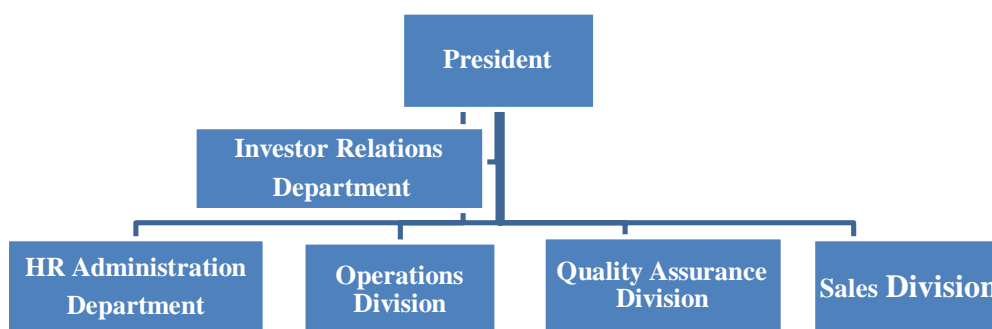 President
Investor Relations
Department
HR Administration
Department
Operations
Division
Quality Assurance
Division
Sales Division